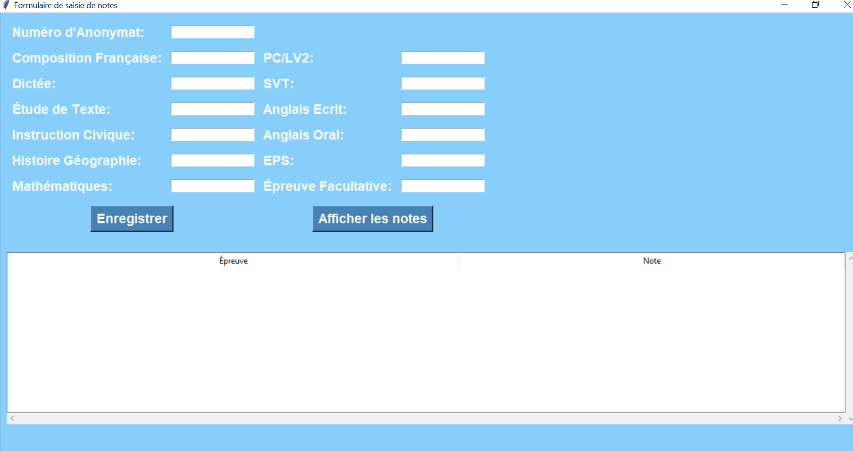 Formulaire de saisie de notes
Numéro d'Anonymat:
Composition Française: PC/LV2:
Dictée: SVT:
Étude de Texte: Anglais Ecrit:
Instruction Civique: Anglais Oral:
Histoire Géographie: EPS:
Mathématiques: Épreuve Facultative:
Enregistrer Afficher les notes
Épreuve Note